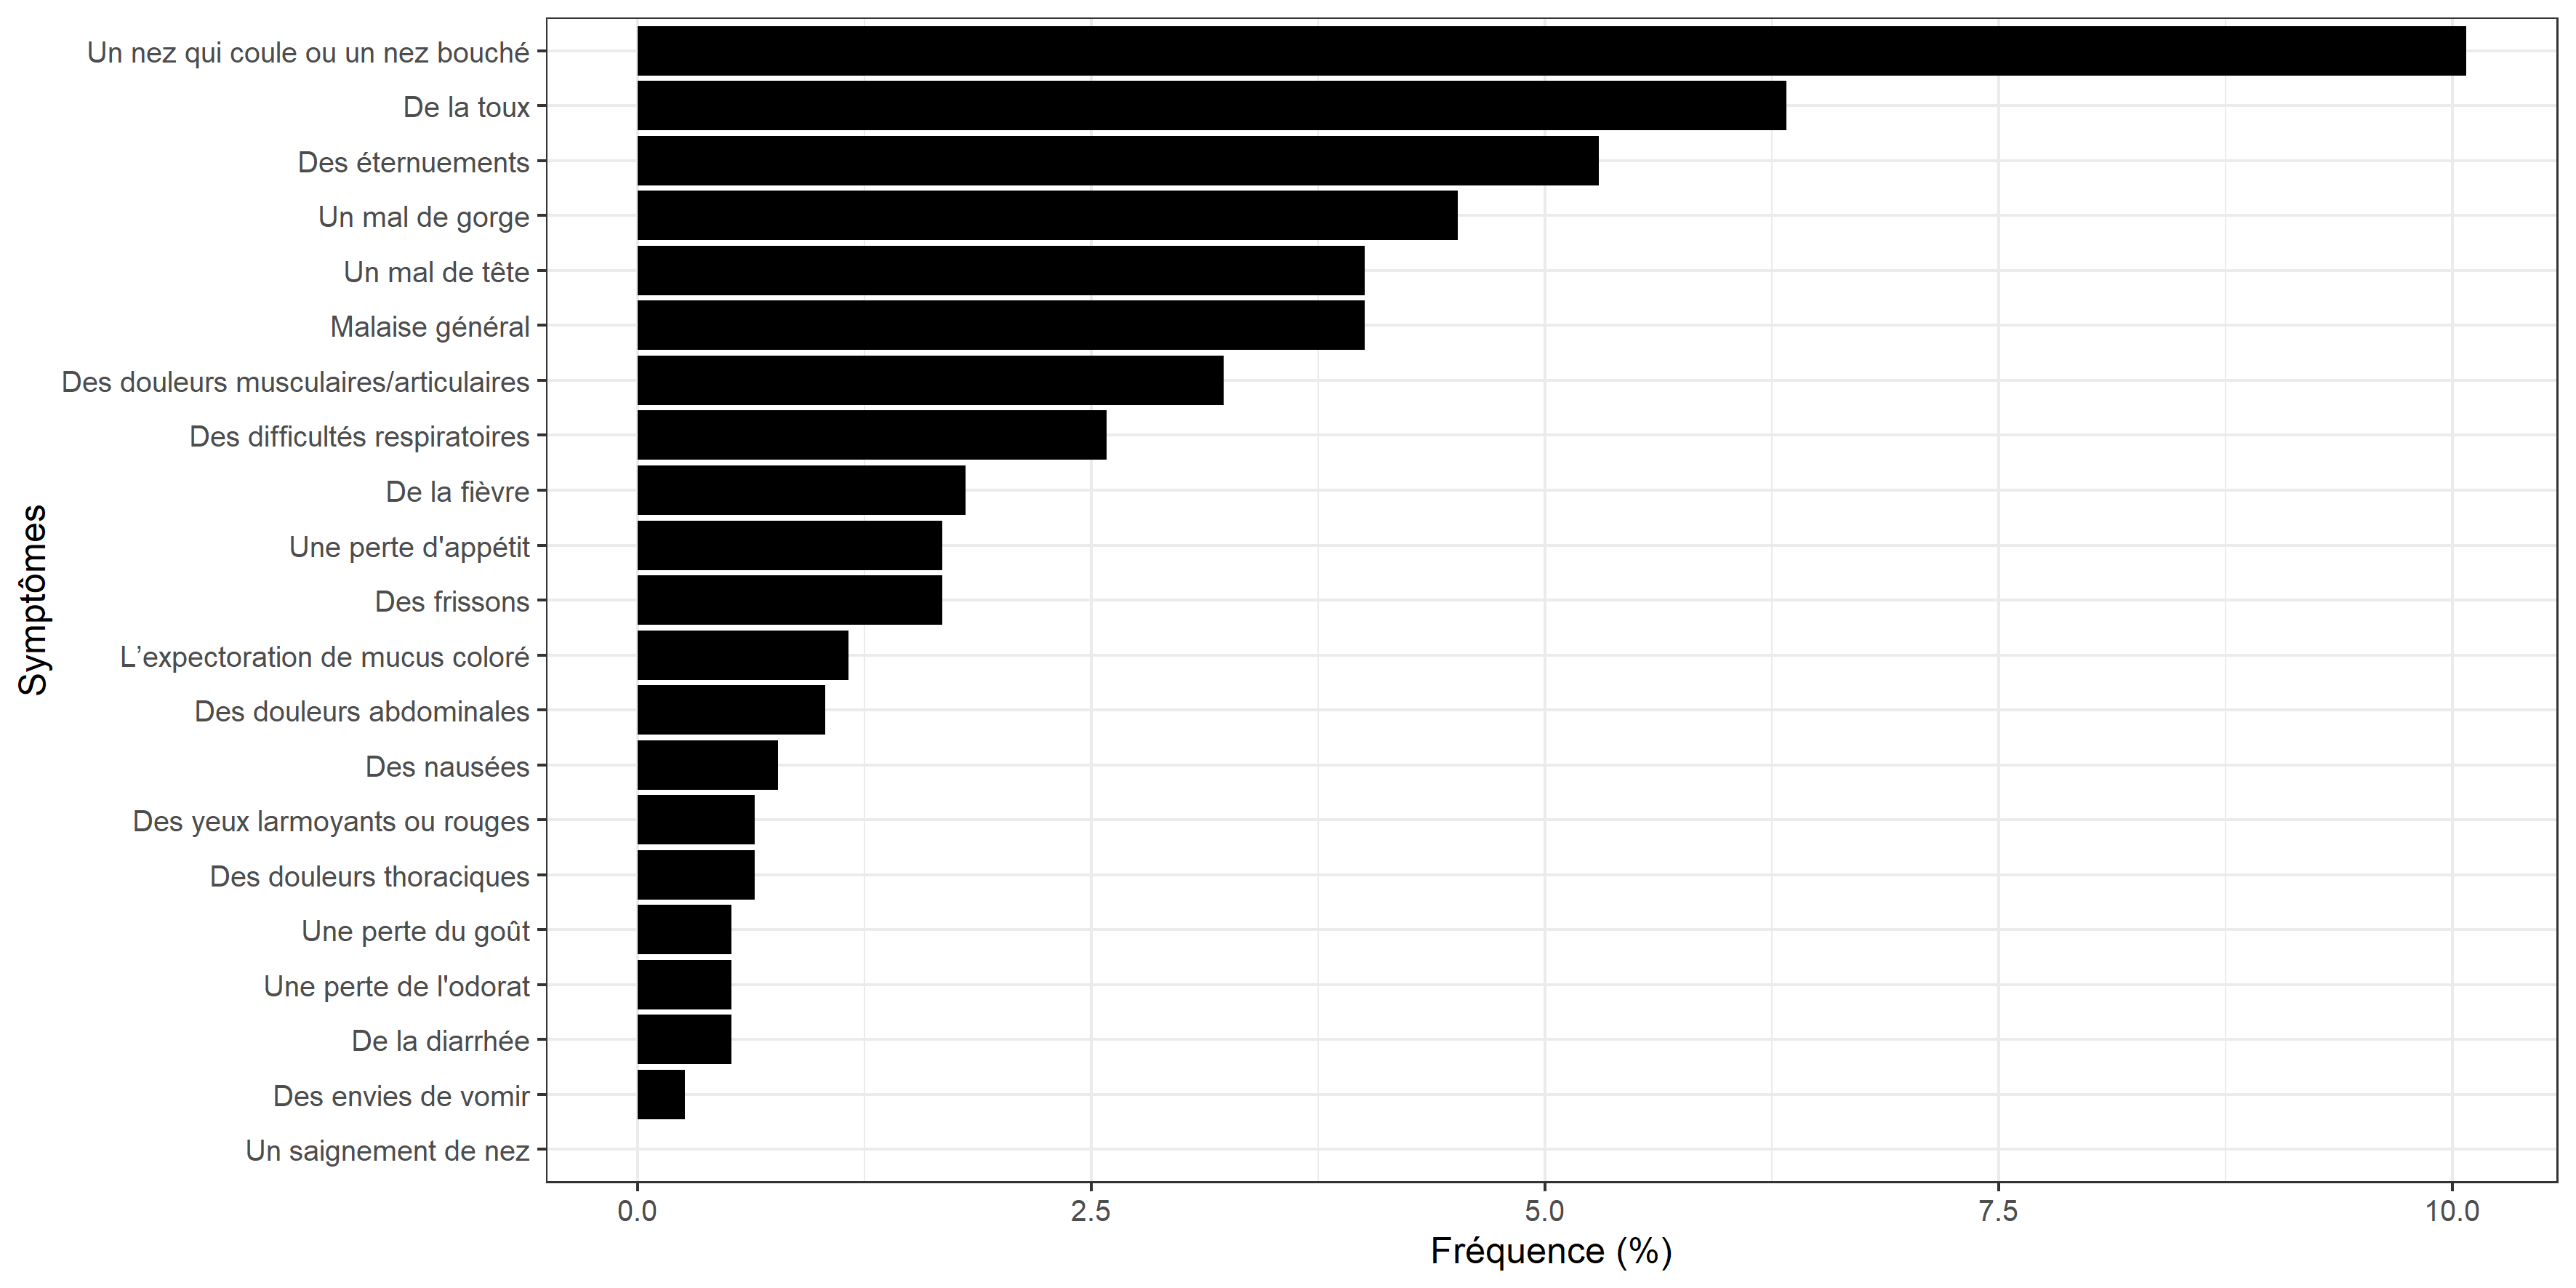 Un nez qui coule ou un nez bouché
De la toux
Des éternuements
Un mal de gorge
Un mal de tête
Malaise général
Des douleurs musculaires/articulaires
Des difficultés respiratoires
De la fièvre
Une perte d'appétit
Des frissons
L’expectoration de mucus coloré
Des douleurs abdominales
Des nausées
Des yeux larmoyants ou rouges
Des douleurs thoraciques
Une perte du goût
Une perte de l'odorat
De la diarrhée
Des envies de vomir
Un saignement de nez
Symptômes
0.0 2.5 5.0 7.5 10.0
Fréquence (%)